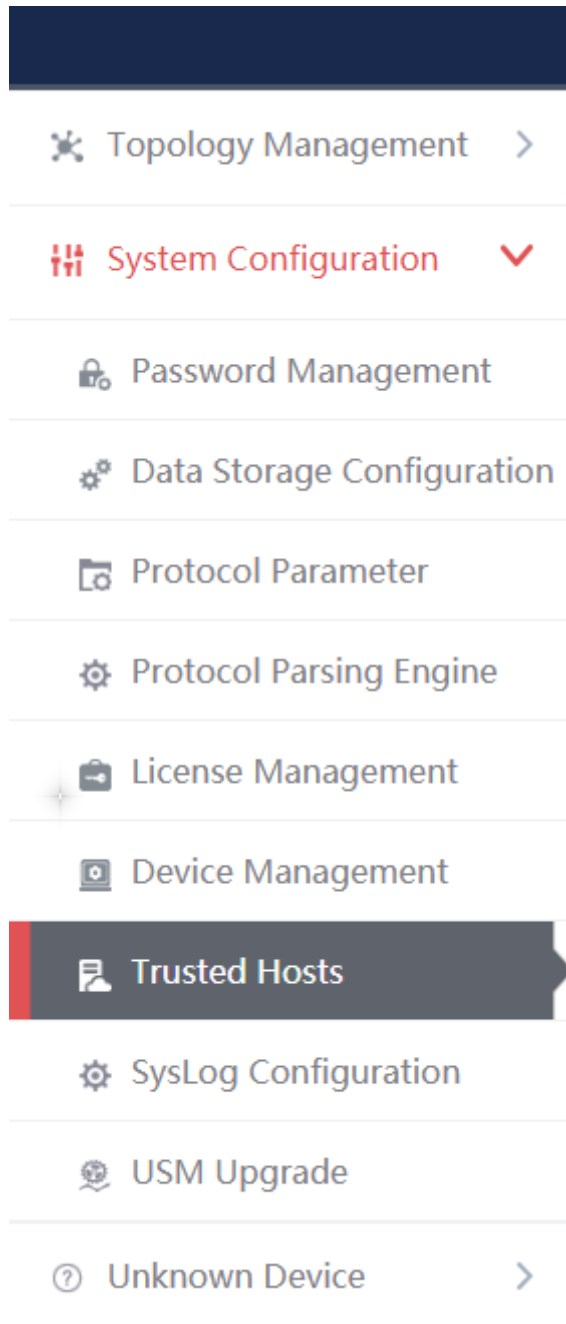 Topology Management
System Configuration
Password Management
Data Storage Configuration
Protocol Parameter
Protocol Parsing Engine
License Management
Device Management
Trusted Hosts
SysLog Configuration
USM Upgrade
Unknown Device